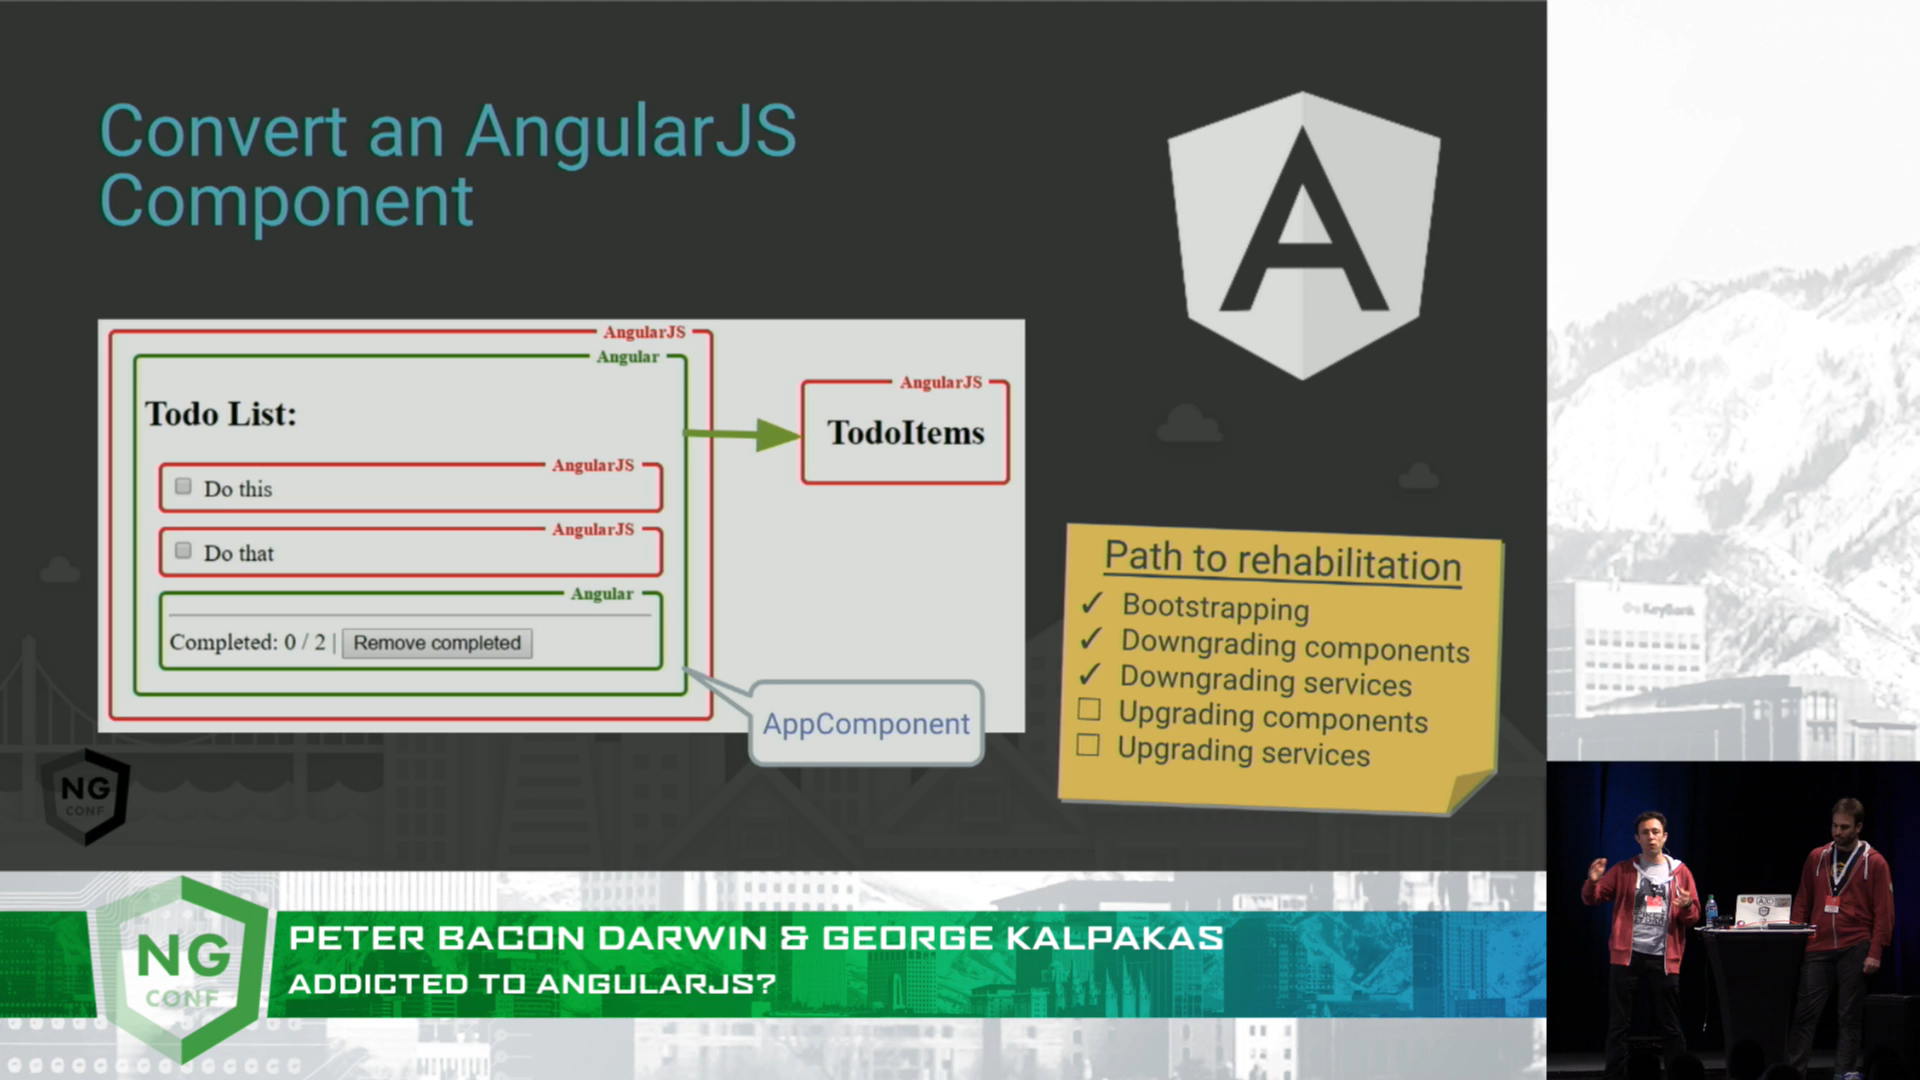 Convert an AngularJS
Component
AngularJS
Angular
Todo List:
AngularJS
Do this
AngularJS
Do that
Angular
Completed: 0 / 2 | Remove completed
AngularJS
TodoItems
AppComponent
Path to rehabilitation
✓ Bootstrapping
✓ Downgrading components
✓ Downgrading services
☐ Upgrading components
☐ Upgrading services
NG
CONF
KeyBank
NG
CONF
PETER BACON DARWIN & GEORGE KALPAKAS
ADDICTED TO ANGULARJS?